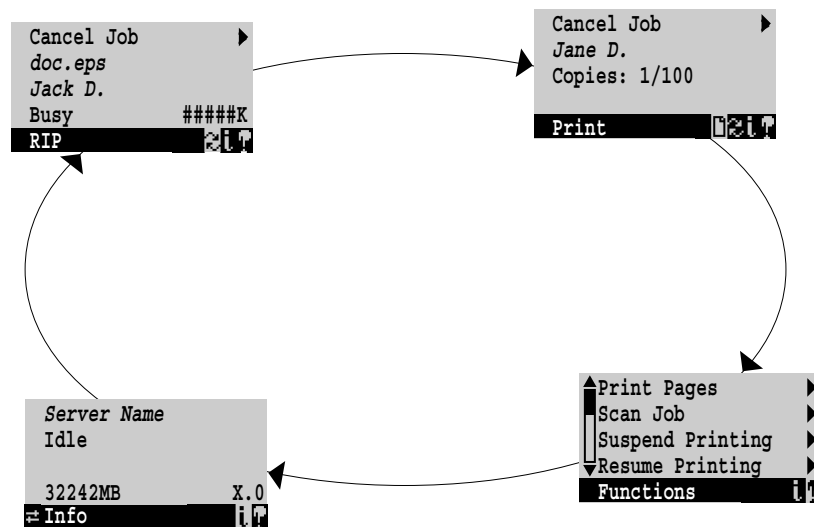 Cancel Job
doc.eps
Jack D.
Busy #####K
RIP
Cancel Job
Jane D.
Copies: 1/100
Print
Print Pages
Scan Job
Suspend Printing
Resume Printing
Functions
Server Name
Idle
32242MB X.0
Info